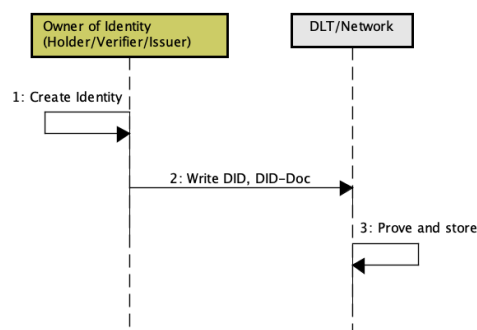 Owner of Identity
(Holder/Verifier/Issuer)
DLT/Network
1: Create Identity
2: Write DID, DID-Doc
3: Prove and store